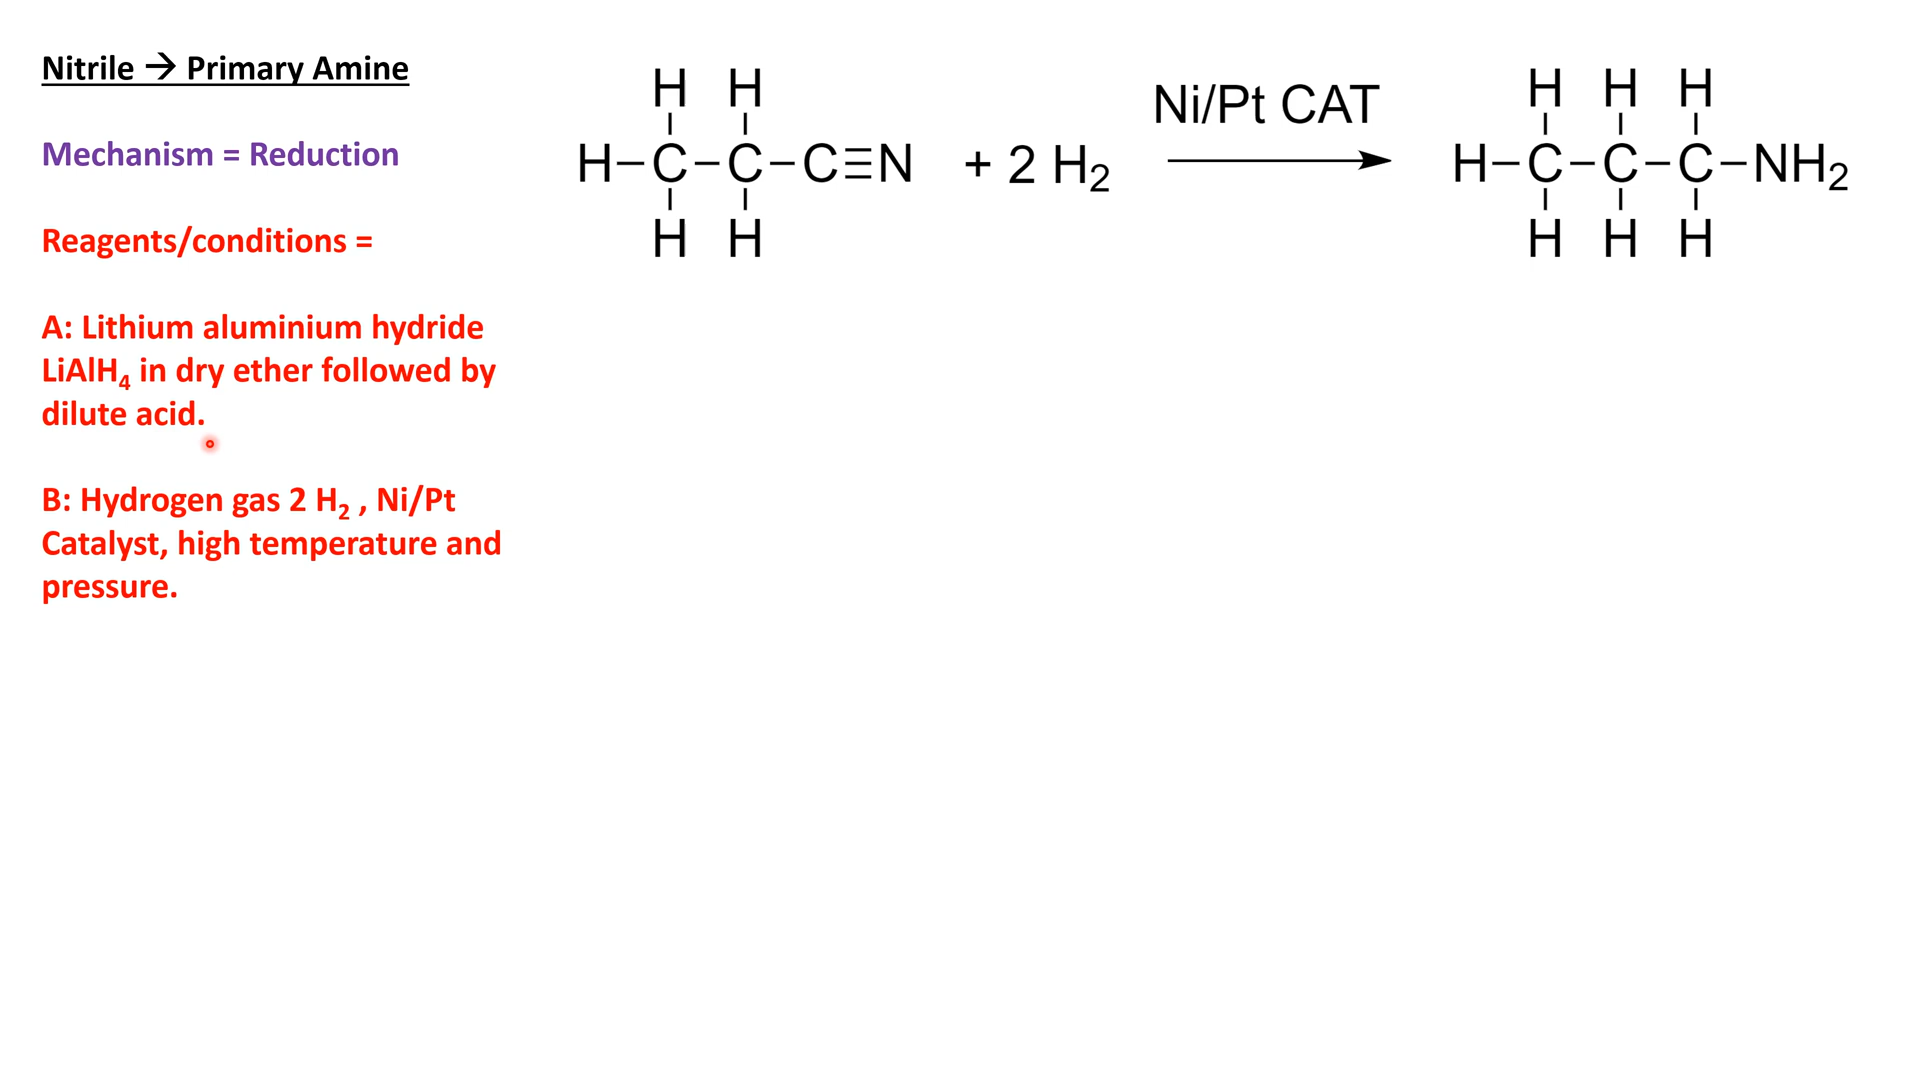 Nitrile → Primary Amine
Mechanism = Reduction
Reagents/conditions =
A: Lithium aluminium hydride
LiAlH₄ in dry ether followed by
dilute acid.
B: Hydrogen gas 2 H₂ , Ni/Pt
Catalyst, high temperature and
pressure.
H H
H–C–C–C≡N + 2 H₂
H H
Ni/Pt CAT
H H H
H–C–C–C–NH₂
H H H